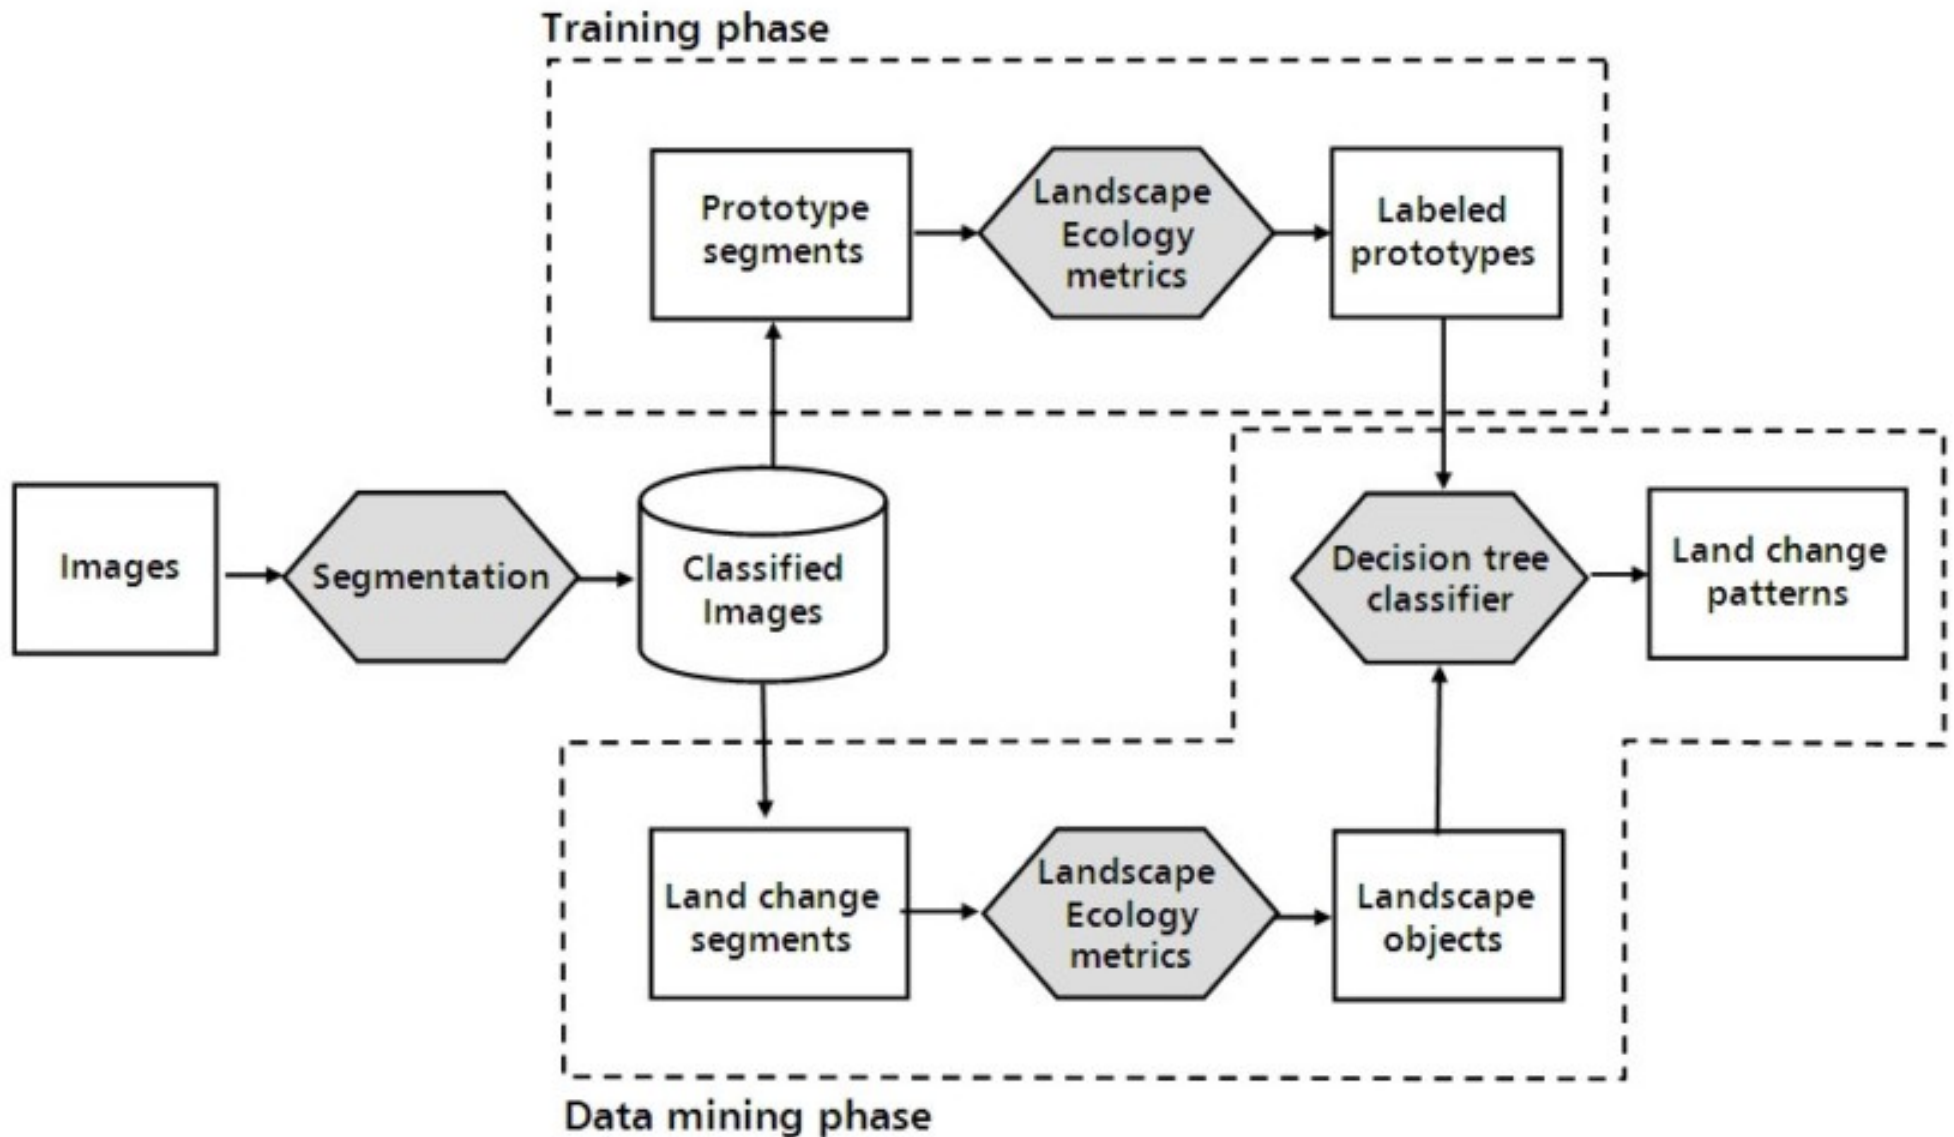 Training phase
Prototype
segments
Landscape
Ecology
metrics
Labeled
prototypes
Images
Segmentation
Classified
Images
Decision tree
classifier
Land change
patterns
Land change
segments
Landscape
Ecology
metrics
Landscape
objects
Data mining phase